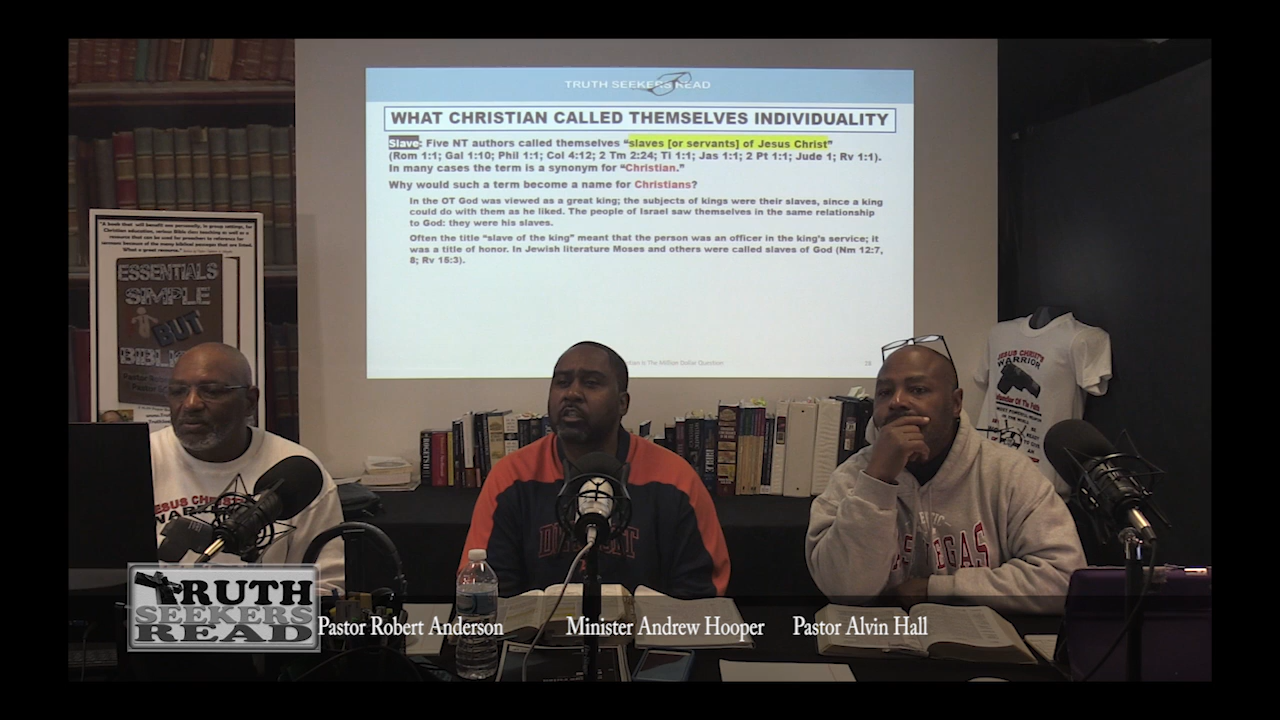 TRUTH SEEKERS READ
WHAT CHRISTIAN CALLED THEMSELVES INDIVIDUALITY
Slave: Five NT authors called themselves “slaves [or servants] of Jesus Christ”
(Rom 1:1; Gal 1:10; Phil 1:1; Col 4:12; 2 Tm 2:24; Ti 1:1; Jas 1:1; 2 Pt 1:1; Jude 1; Rv 1:1).
In many cases the term is a synonym for “Christian.”
Why would such a term become a name for Christians?
In the OT God was viewed as a great king; the subjects of kings were their slaves, since a king
could do with them as he liked. The people of Israel saw themselves in the same relationship
to God: they were his slaves.
Often the title “slave of the king” meant that the person was an officer in the king’s service; it
was a title of honor. In Jewish literature Moses and others were called slaves of God (Nm 12:7,
8; Rv 15:3).
Is The Million Dollar Question
ESSENTIALS
SIMPLE
BUT
JESUS CHRIST'S
WARRIOR
TRUTH
SEEKERS
READ
Pastor Robert Anderson
Minister Andrew Hooper
Pastor Alvin Hall